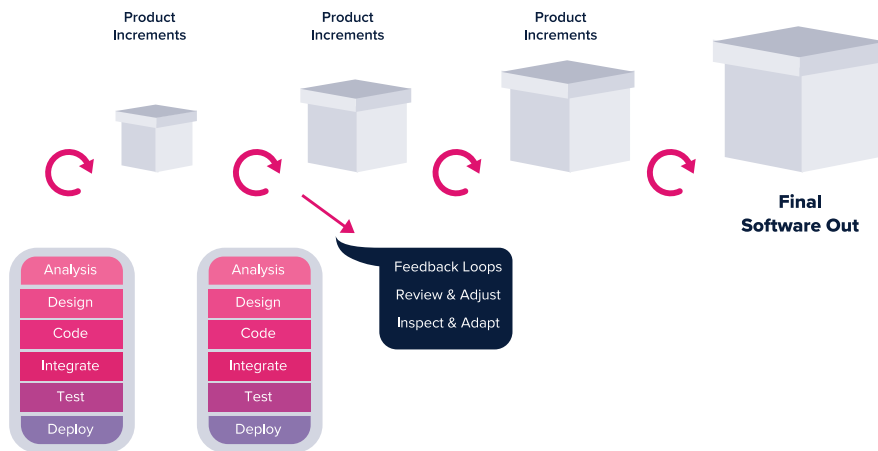 Product
Increments
Product
Increments
Product
Increments
Final
Software Out
Analysis
Design
Code
Integrate
Test
Deploy
Analysis
Design
Code
Integrate
Test
Deploy
Feedback Loops
Review & Adjust
Inspect & Adapt